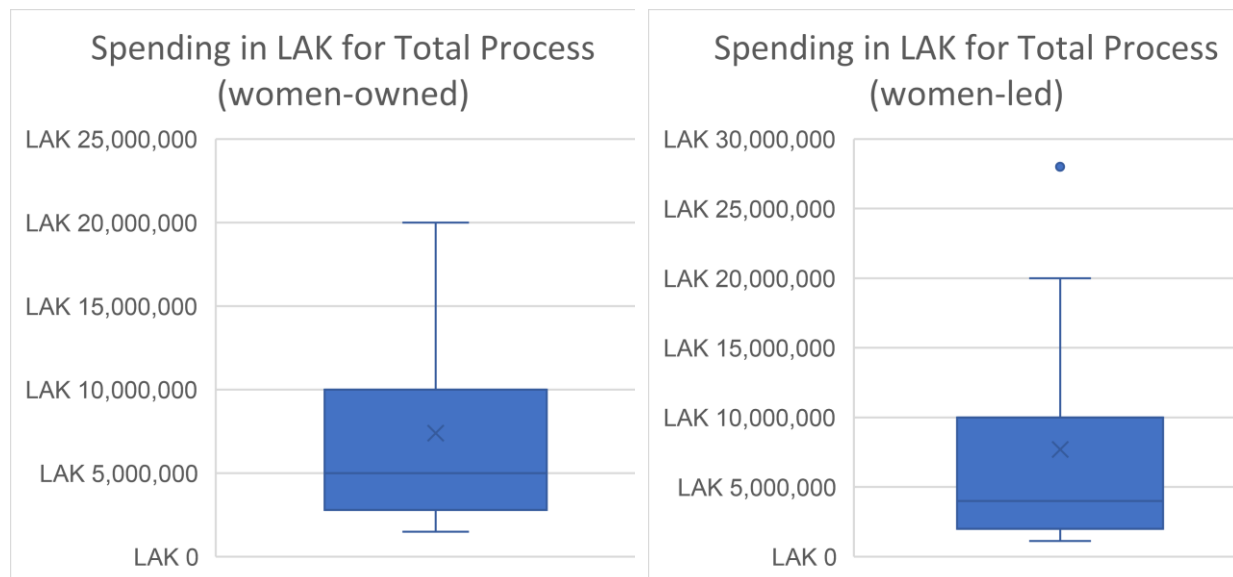 Spending in LAK for Total Process
(women-owned)
LAK 25,000,000
LAK 20,000,000
LAK 15,000,000
LAK 10,000,000
LAK 5,000,000
LAK 0
Spending in LAK for Total Process
(women-led)
LAK 30,000,000
LAK 25,000,000
LAK 20,000,000
LAK 15,000,000
LAK 10,000,000
LAK 5,000,000
LAK 0